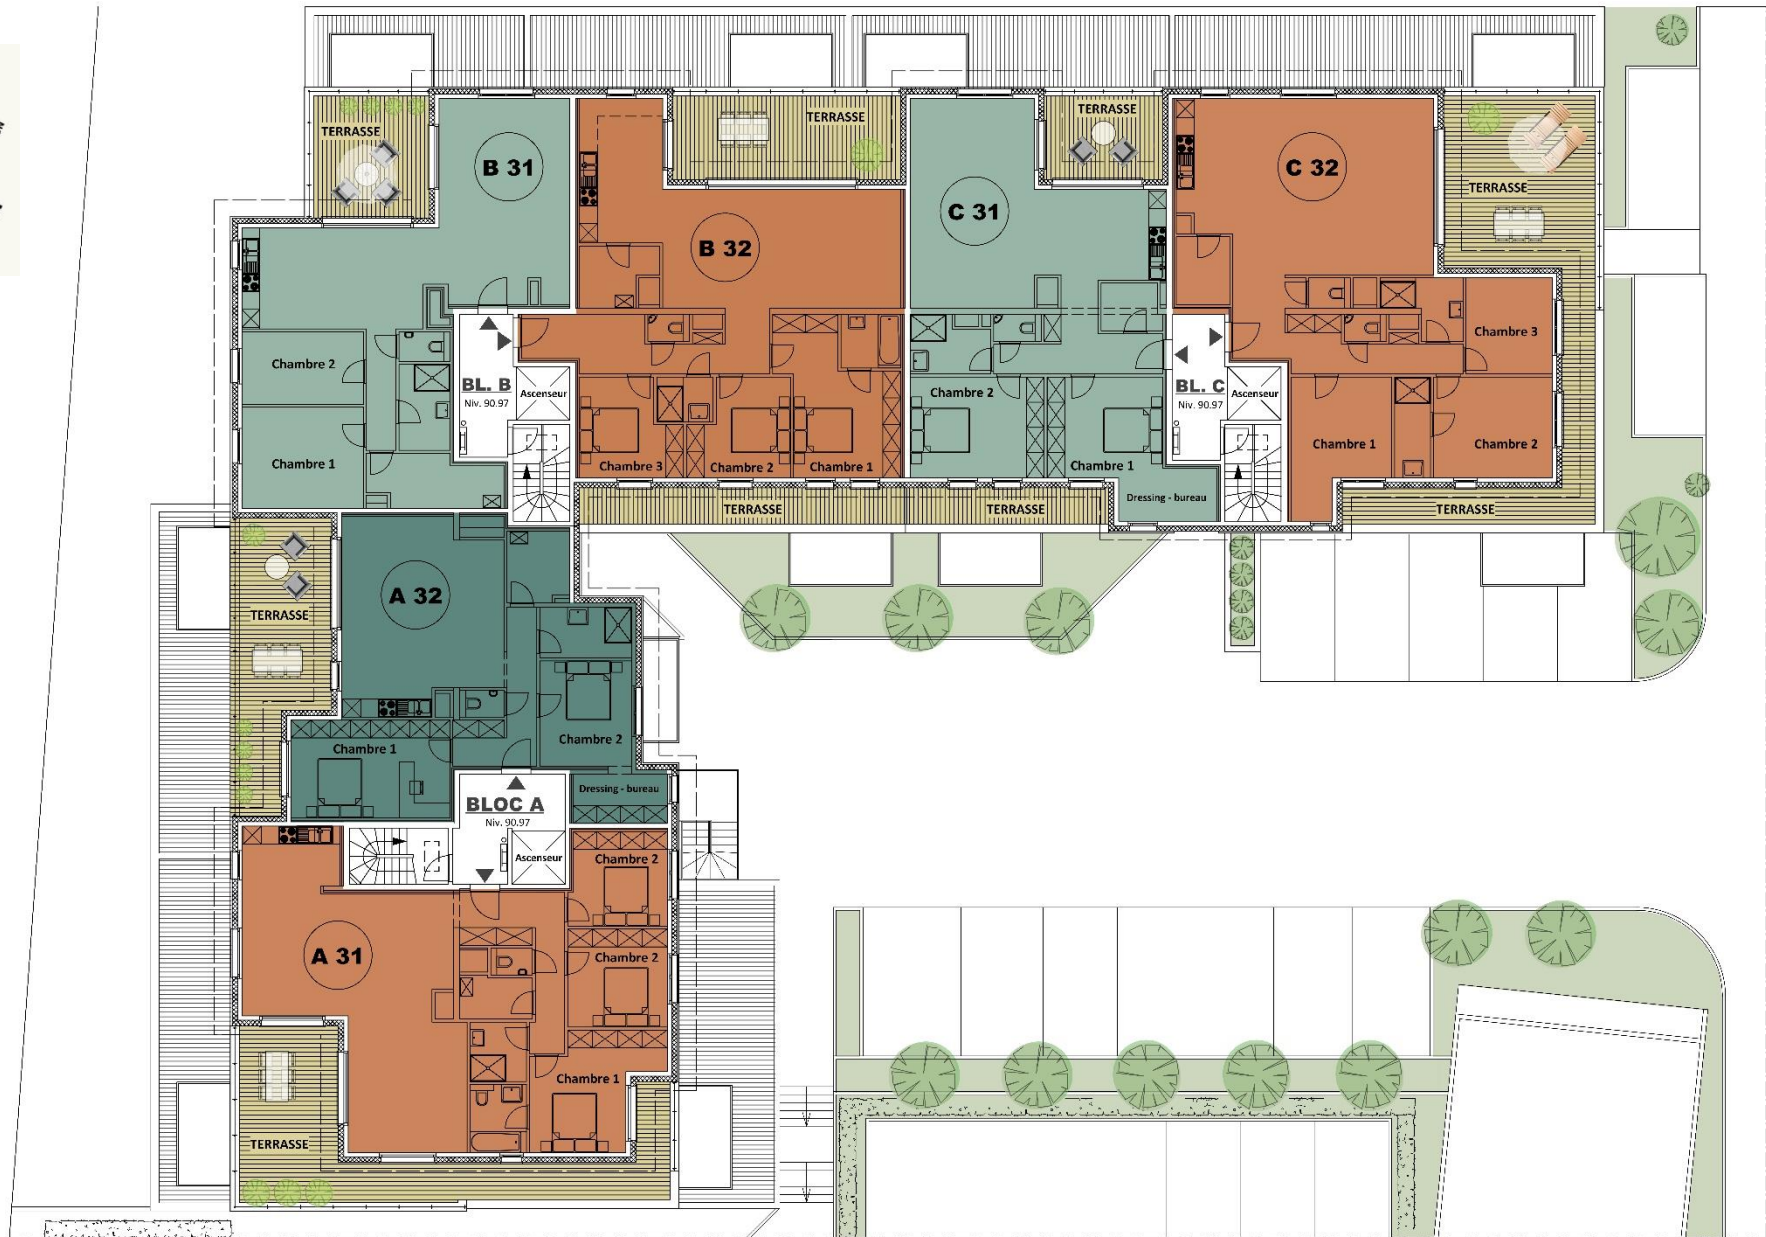 TERRASSE
B 31
TERRASSE
TERRASSE
C 32
TERRASSE
C 31
B 32
Chambre 2
Chambre 3
BL. B
Niv. 90.97
Ascenseur
Chambre 2
BL. C
Niv. 90.97
Ascenseur
Chambre 1
Chambre 3
Chambre 2
Chambre 1
Chambre 1
Chambre 1
Chambre 2
Dressing - bureau
TERRASSE
TERRASSE
TERRASSE
A 32
TERRASSE
Chambre 1
Chambre 2
Dressing - bureau
BLOC A
Niv. 90.97
Ascenseur
Chambre 2
A 31
Chambre 2
Chambre 1
TERRASSE